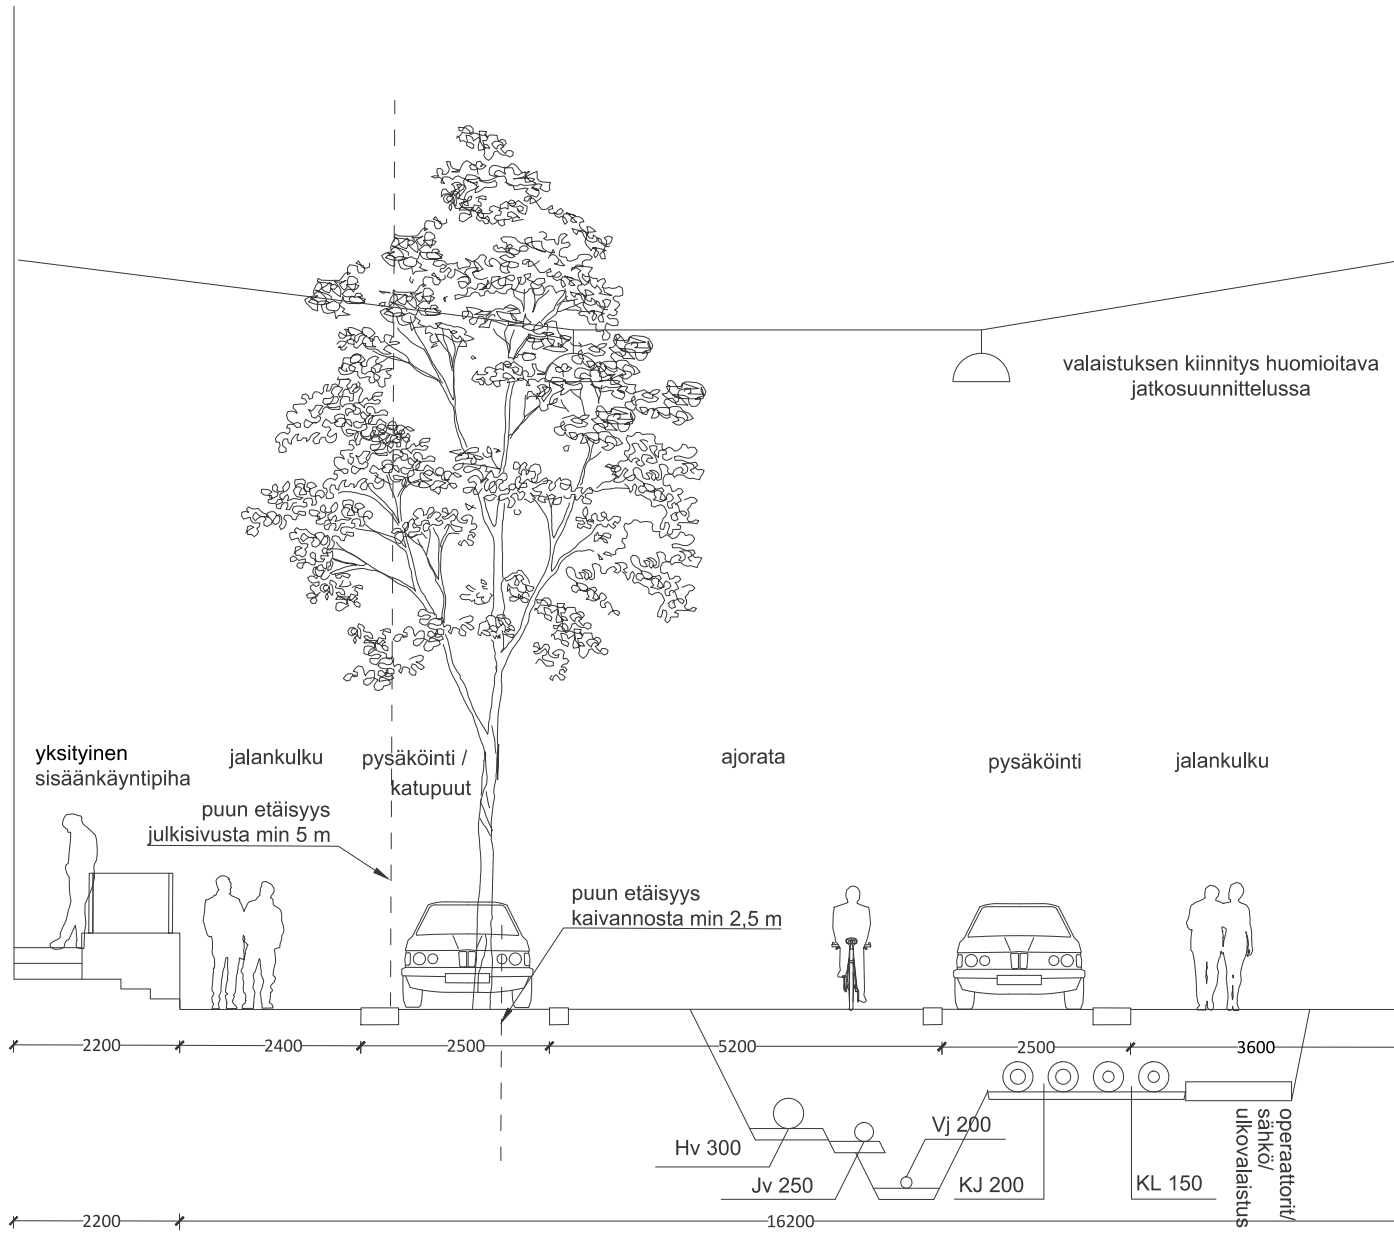 valaistuksen kiinnitys huomioitava
jatkosuunnittelussa
yksityinen
sisäänkäyntipiha
jalankulku
pysäköinti /
katupuut
ajorata
pysäköinti
jalankulku
puun etäisyys
julkisivusta min 5 m
puun etäisyys
kaivannosta min 2,5 m
2200
2400
2500
5200
2500
3600
Hv 300
Jv 250
Vj 200
KJ 200
KL 150
operaattorit/
sähkö/
ulkovalaistus
2200
16200